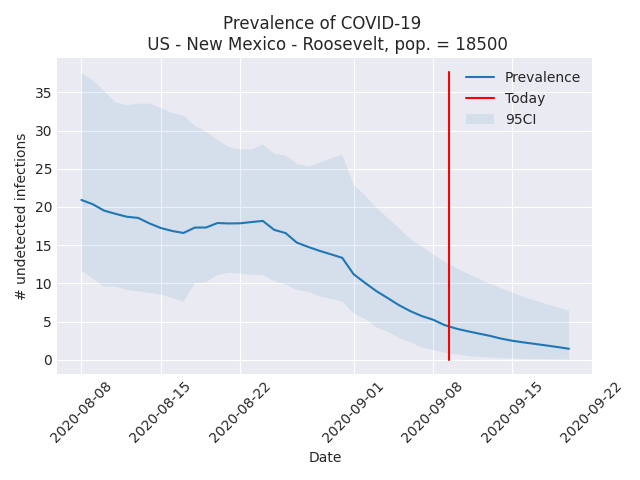 Prevalence of COVID-19
US - New Mexico - Roosevelt, pop. = 18500
Prevalence
Today
95CI
# undetected infections
35
30
25
20
15
10
5
0
2020-08-08
2020-08-15
2020-08-22
2020-09-01
2020-09-08
2020-09-15
2020-09-22
Date